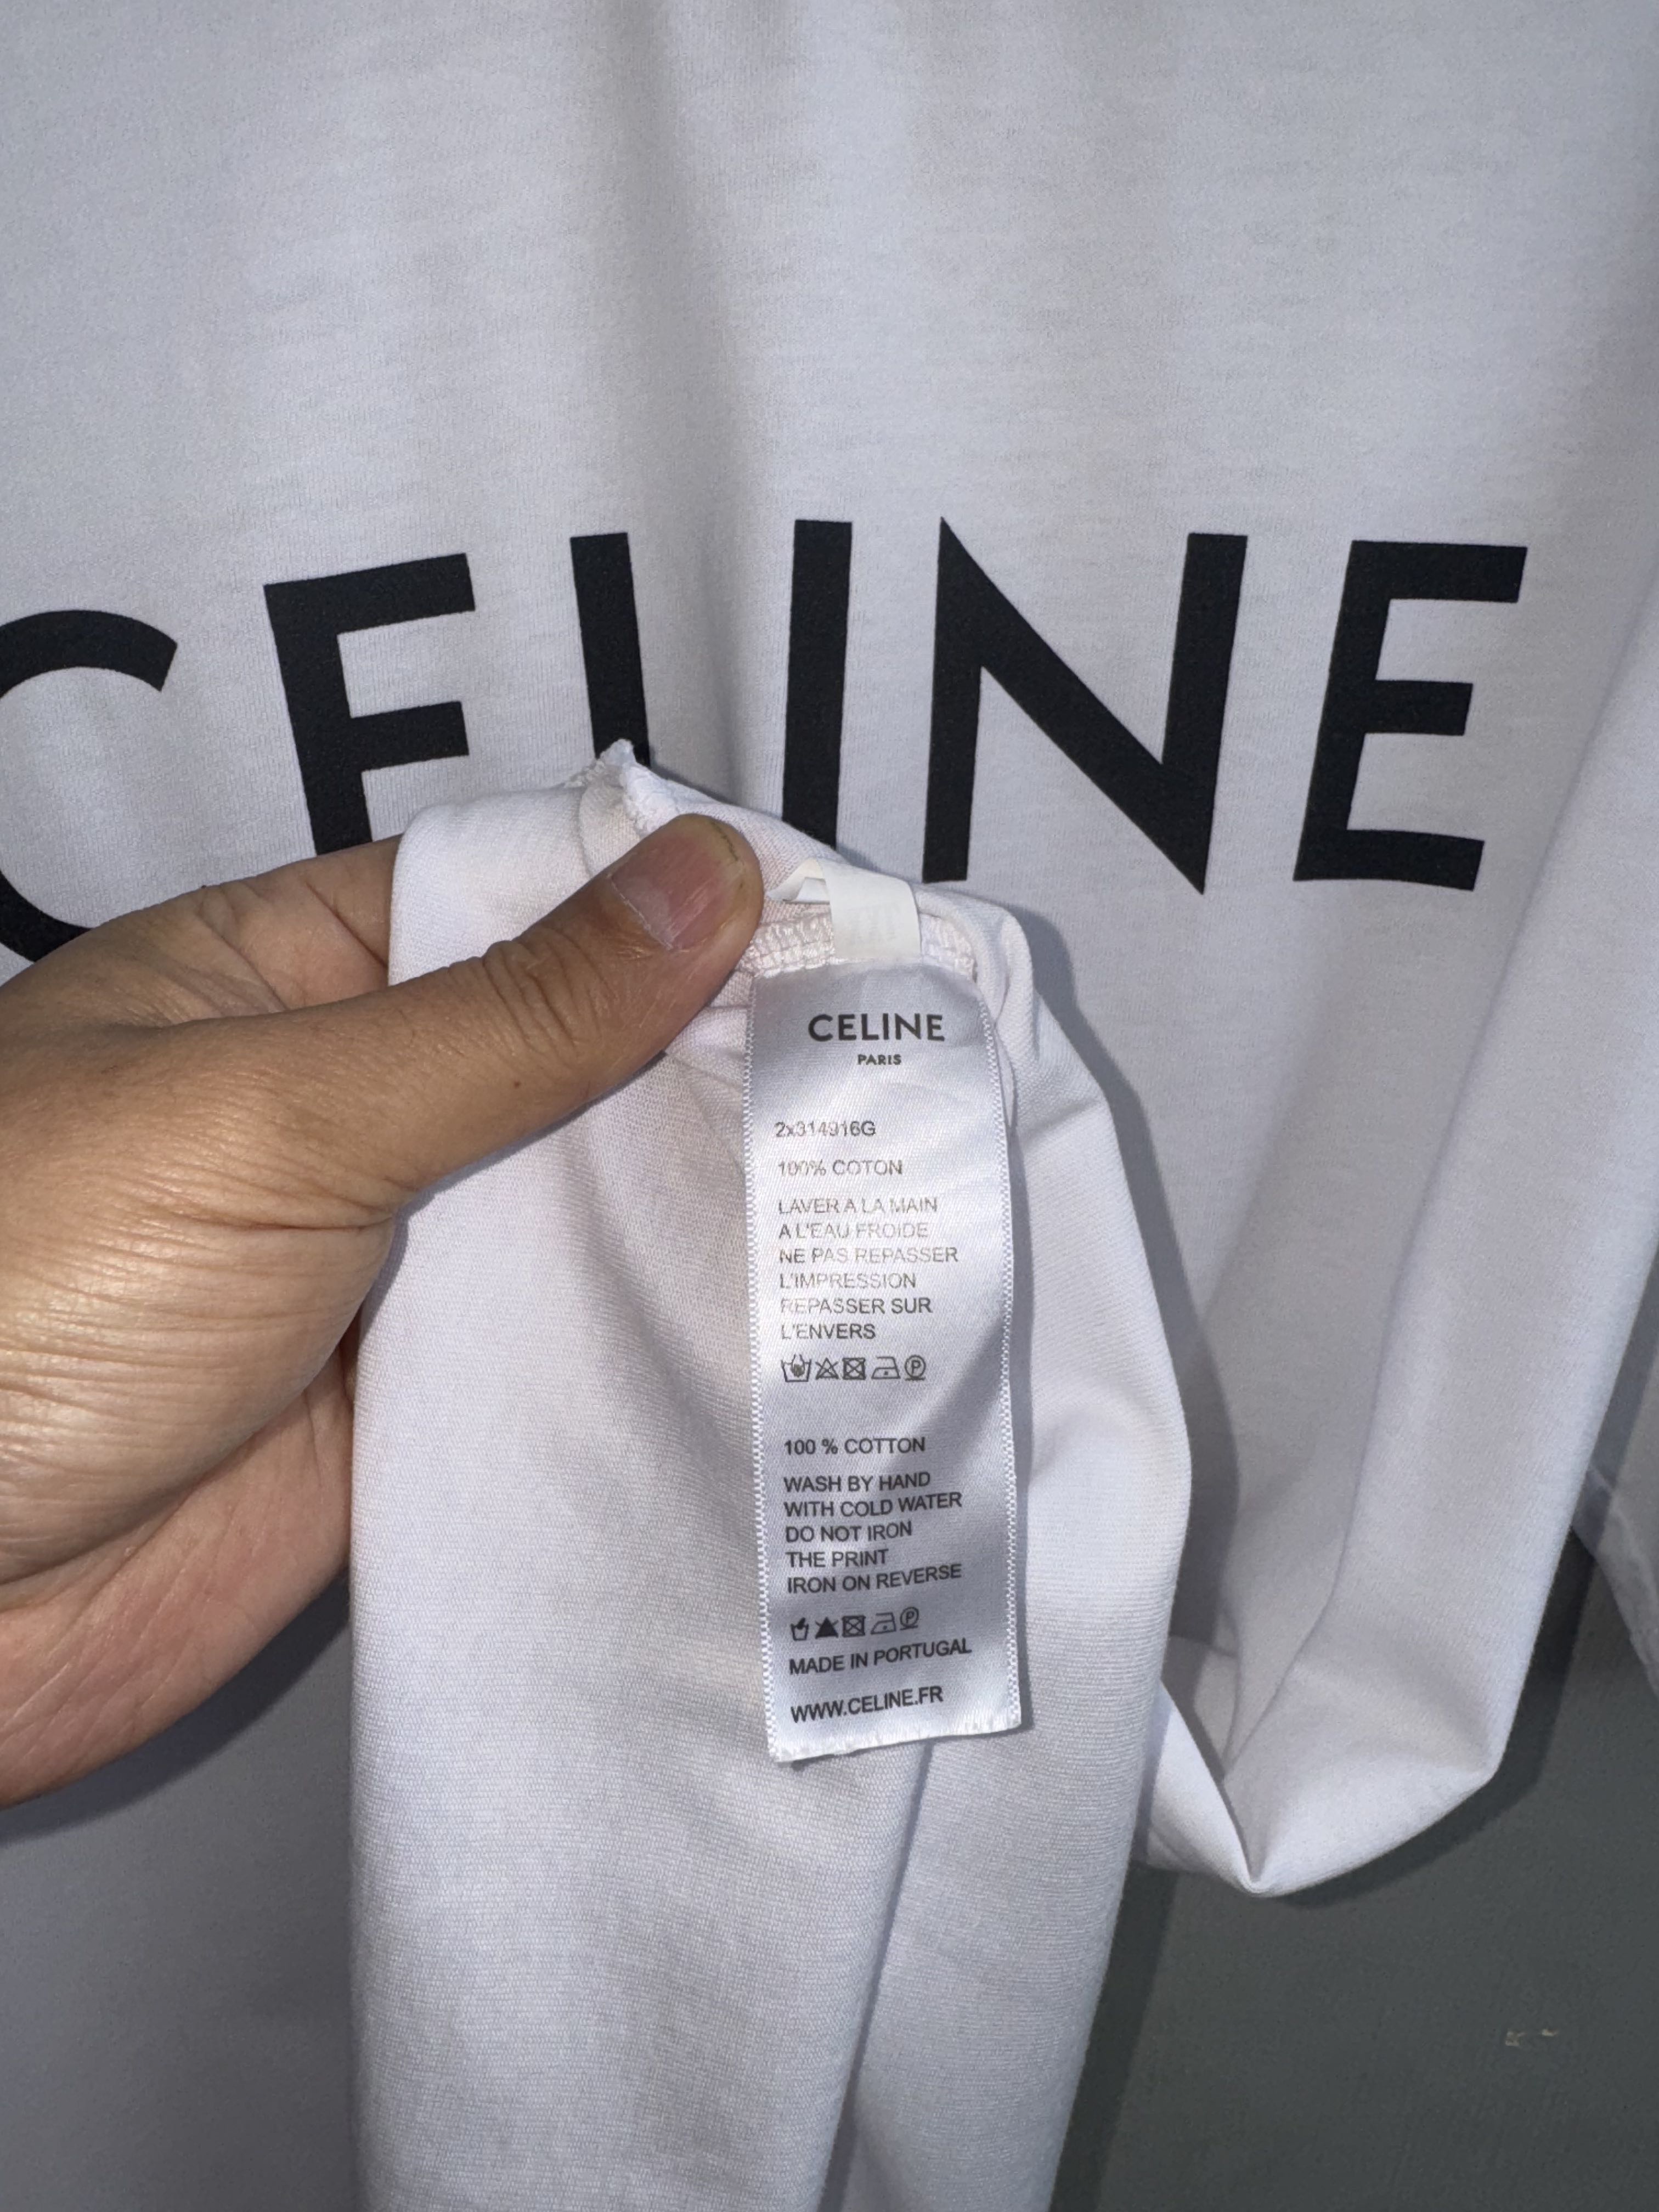 CELINE
CELINE
PARIS
2x314916G
100% COTON
LAVER A LA MAIN
A L'EAU FROIDE
NE PAS REPASSER
L'IMPRESSION
REPASSER SUR
L'ENVERS
P
100 % COTTON
WASH BY HAND
WITH COLD WATER
DO NOT IRON
THE PRINT
IRON ON REVERSE
P
MADE IN PORTUGAL
WWW.CELINE.FR